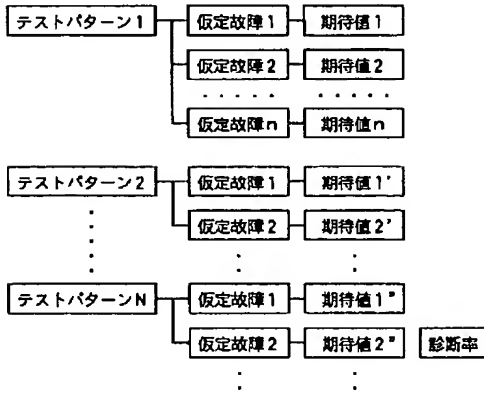 テストパターン1 仮定故障1 期待値1
仮定故障2 期待値2
仮定故障n 期待値n
テストパターン2 仮定故障1 期待値1'
仮定故障2 期待値2'
テストパターンN 仮定故障1 期待値1"
仮定故障2 期待値2" 診断率